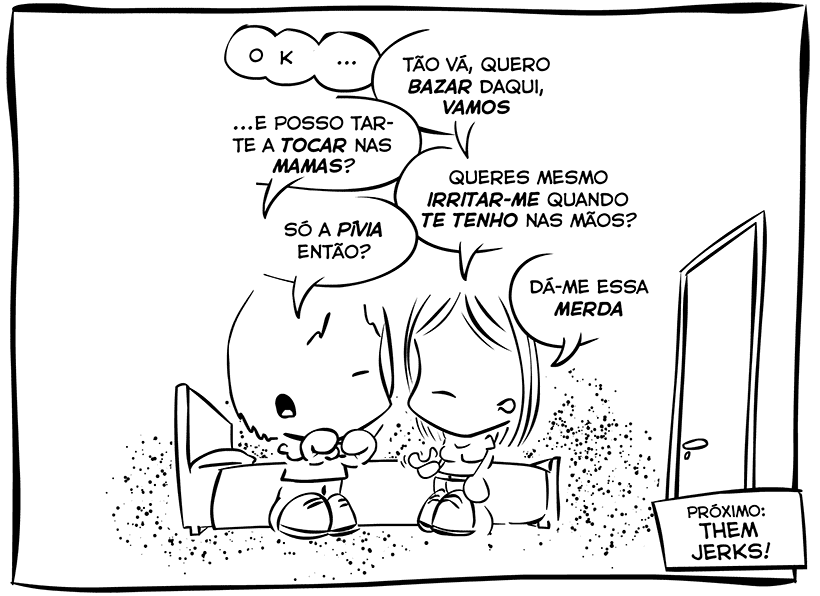 OK ...
TÃO VÁ, QUERO
BAZAR DAQUI,
VAMOS
...E POSSO TAR-
TE A TOCAR NAS
MAMAS?
QUERES MESMO
IRRITAR-ME QUANDO
TE TENHO NAS MÃOS?
SÓ A PÍVIA
ENTÃO?
DÁ-ME ESSA
MERDA
PRÓXIMO:
THEM
JERKS!